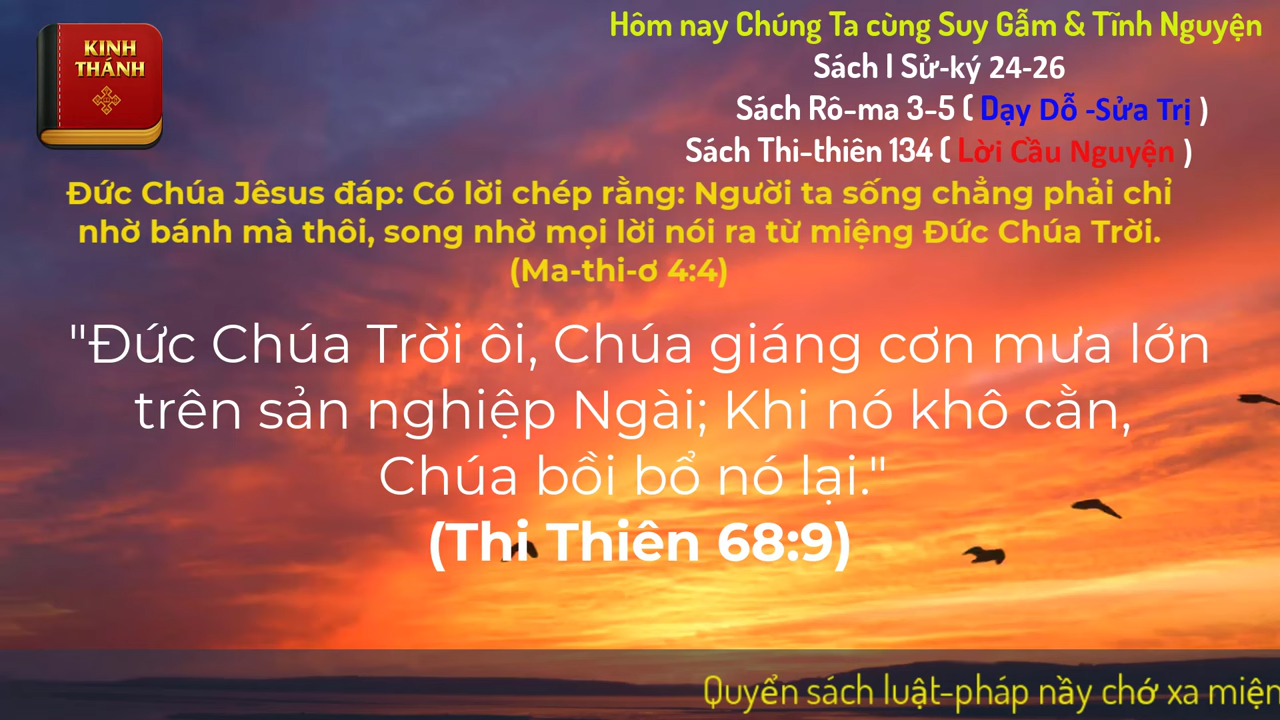 KINH
THÁNH
Hôm nay Chúng Ta cùng Suy Gẫm & Tĩnh Nguyện
Sách I Sử-ký 24-26
Sách Rô-ma 3-5 ( Dạy Dỗ -Sửa Trị )
Sách Thi-thiên 134 ( Lời Cầu Nguyện )
Đức Chúa Jêsus đáp: Có lời chép rằng: Người ta sống chẳng phải chỉ
nhờ bánh mà thôi, song nhờ mọi lời nói ra từ miệng Đức Chúa Trời.
(Ma-thi-ơ 4:4)
"Đức Chúa Trời ôi, Chúa giáng cơn mưa lớn
trên sản nghiệp Ngài; Khi nó khô cằn,
Chúa bồi bổ nó lại."
(Thi Thiên 68:9)
Quyển sách luật-pháp nầy chớ xa miện